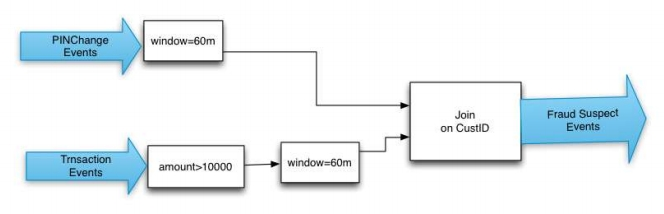 PINChange
Events
window=60m
Join
on CustID
Fraud Suspect
Events
Trnsaction
Events
amount>10000
window=60m